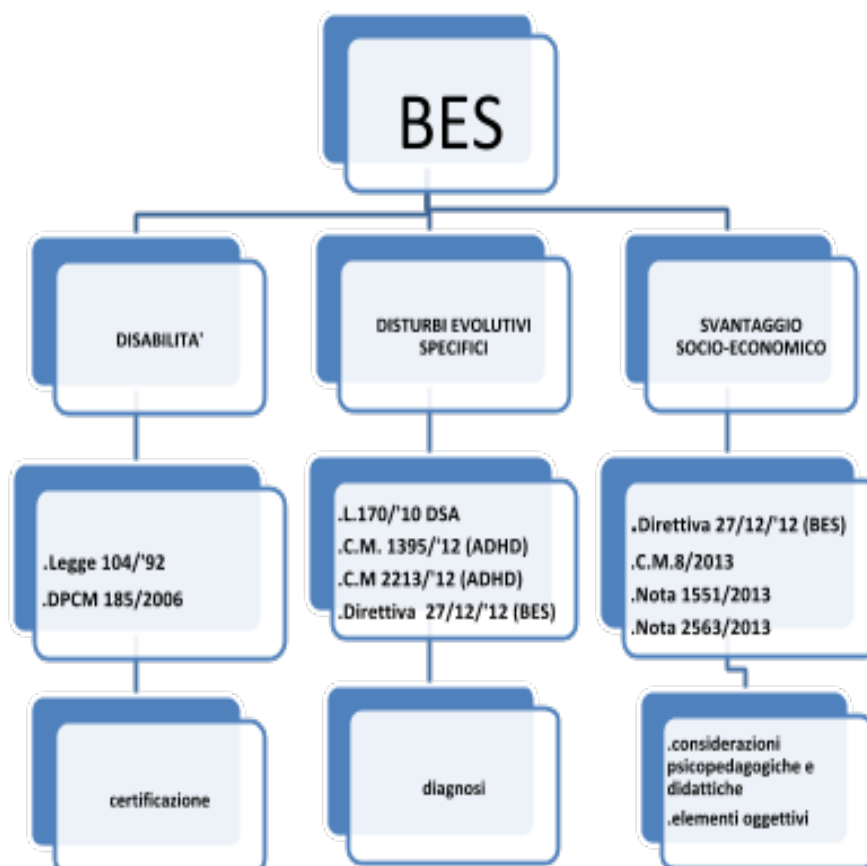 BES
DISABILITA'
DISTURBI EVOLUTIVI
SPECIFICI
SVANTAGGIO
SOCIO-ECONOMICO
.Legge 104/'92
.DPCM 185/2006
.L.170/'10 DSA
.C.M. 1395/'12 (ADHD)
.C.M 2213/'12 (ADHD)
.Direttiva 27/12/'12 (BES)
.Direttiva 27/12/'12 (BES)
.C.M.8/2013
.Nota 1551/2013
.Nota 2563/2013
certificazione
diagnosi
.considerazioni
psicopedagogiche e
didattiche
.elementi oggettivi